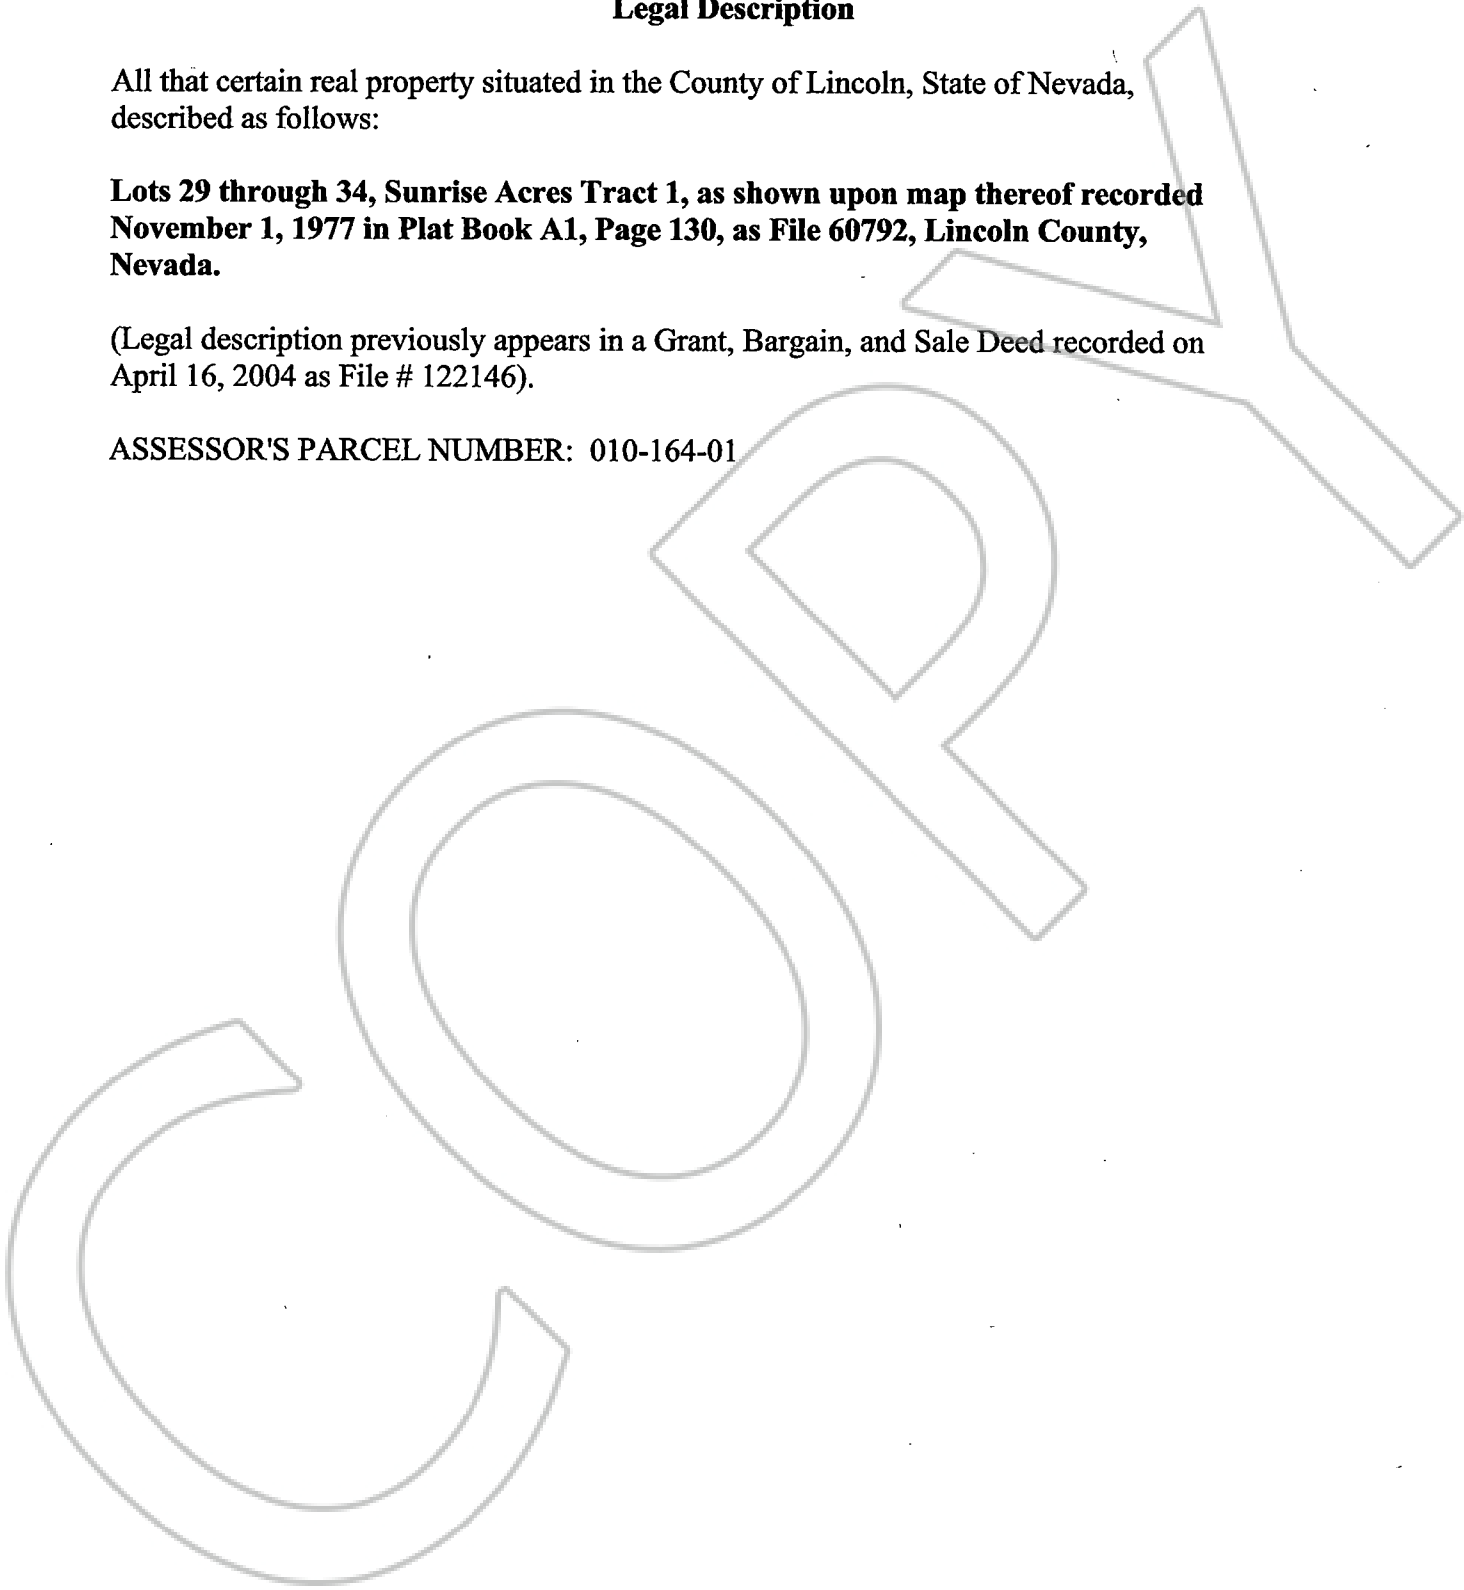 Legal Description
All that certain real property situated in the County of Lincoln, State of Nevada,
described as follows:
Lots 29 through 34, Sunrise Acres Tract 1, as shown upon map thereof recorded
November 1, 1977 in Plat Book A1, Page 130, as File 60792, Lincoln County,
Nevada.
(Legal description previously appears in a Grant, Bargain, and Sale Deed recorded on
April 16, 2004 as File # 122146).
ASSESSOR'S PARCEL NUMBER: 010-164-01
COPY